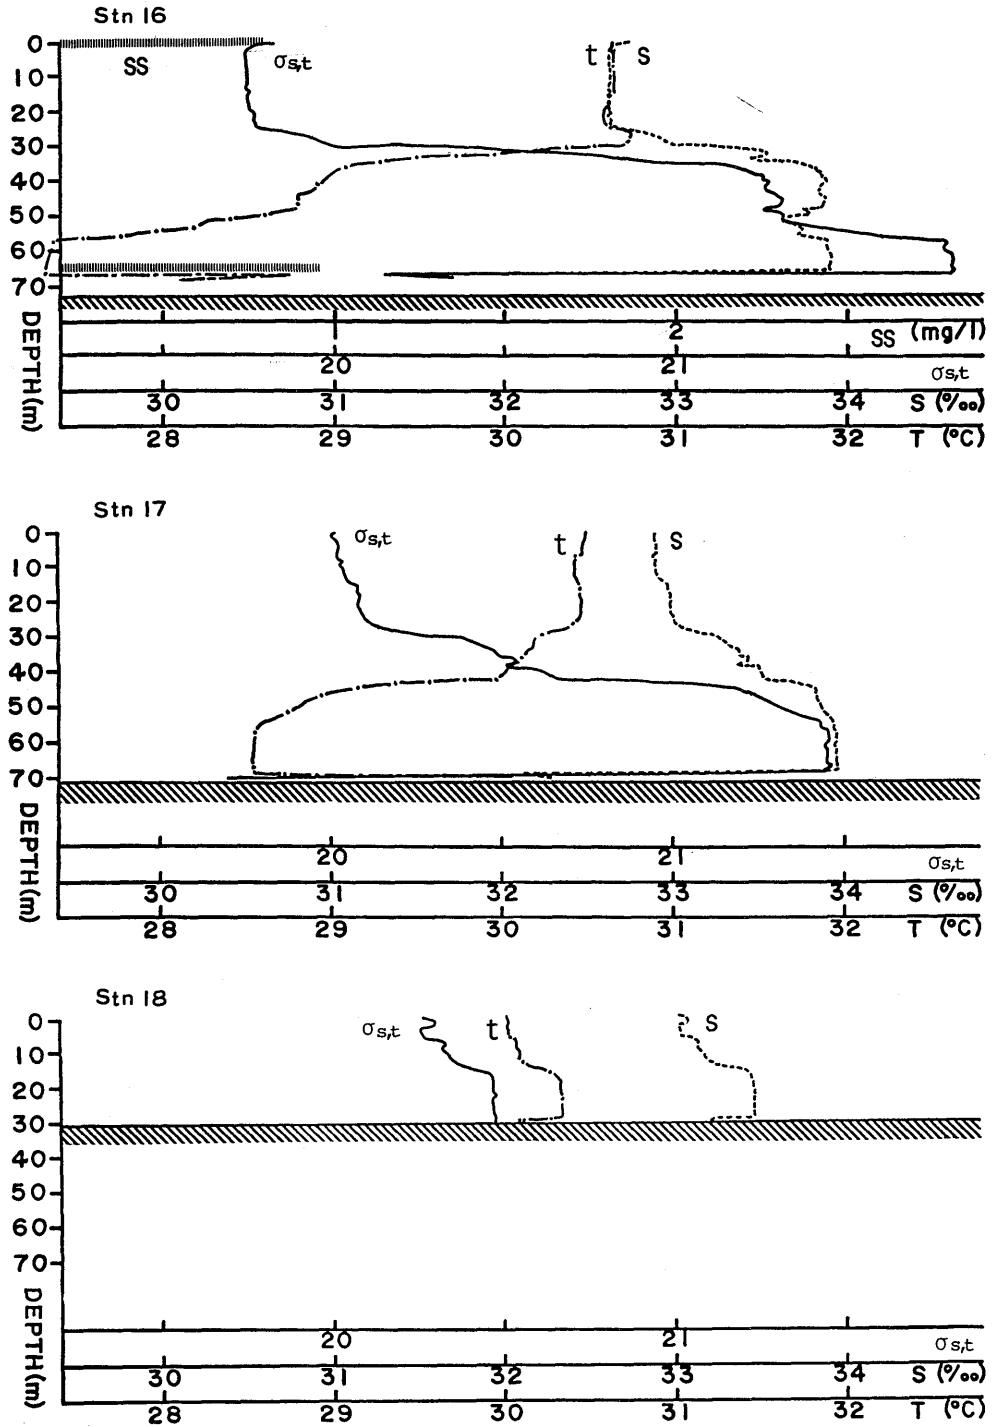 Stn 16
0
10
20
30
40
50
60
70
DEPTH (m)
SS
σs,t
t
S
1 2 SS (mg/l)
20 21 σs,t
30 31 32 33 34 S (‰)
28 29 30 31 32 T (°C)
Stn 17
0
10
20
30
40
50
60
70
DEPTH (m)
σs,t
t
S
20 21 σs,t
30 31 32 33 34 S (‰)
28 29 30 31 32 T (°C)
Stn 18
0
10
20
30
40
50
60
70
DEPTH (m)
σs,t
t
S
20 21 σs,t
30 31 32 33 34 S (‰)
28 29 30 31 32 T (°C)